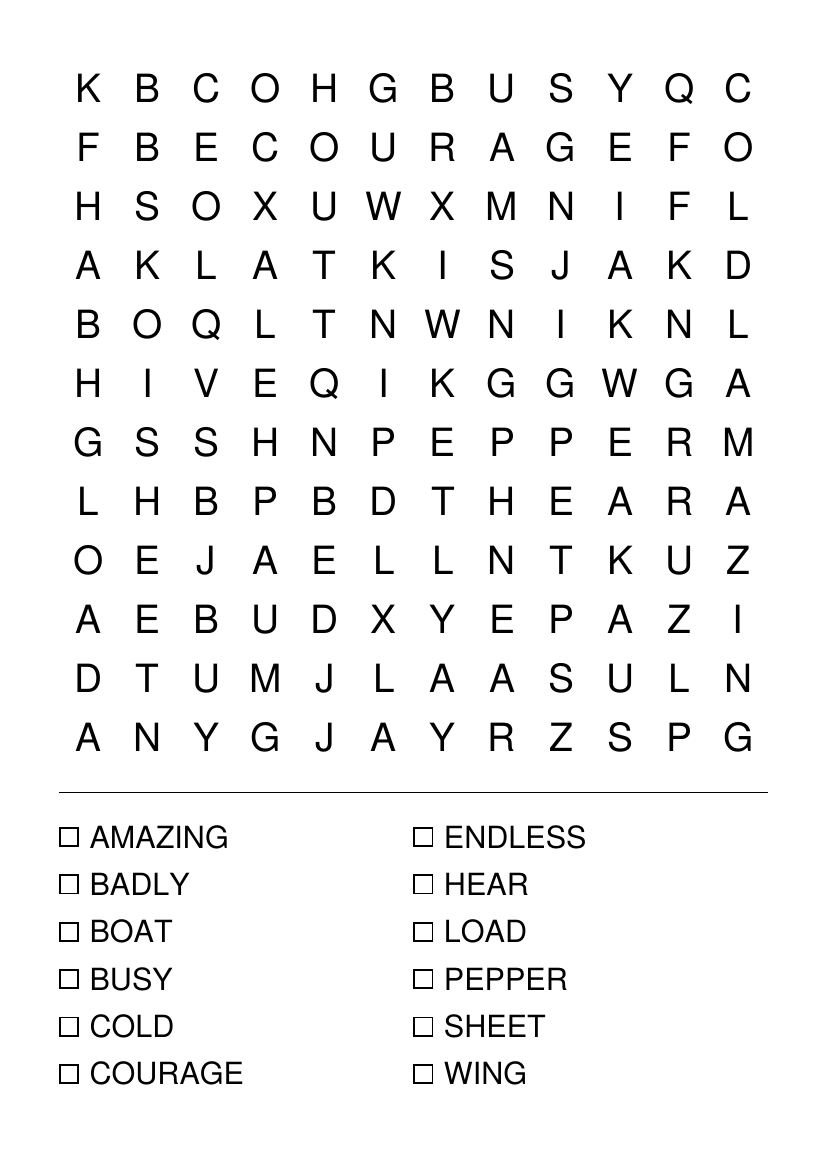 K B C O H G B U S Y Q C
F B E C O U R A G E F O
H S O X U W X M N I F L
A K L A T K I S J A K D
B O Q L T N W N I K N L
H I V E Q I K G G W G A
G S S H N P E P P E R M
L H B P B D T H E A R A
O E J A E L L N T K U Z
A E B U D X Y E P A Z I
D T U M J L A A S U L N
A N Y G J A Y R Z S P G
☐ AMAZING ☐ ENDLESS
☐ BADLY ☐ HEAR
☐ BOAT ☐ LOAD
☐ BUSY ☐ PEPPER
☐ COLD ☐ SHEET
☐ COURAGE ☐ WING